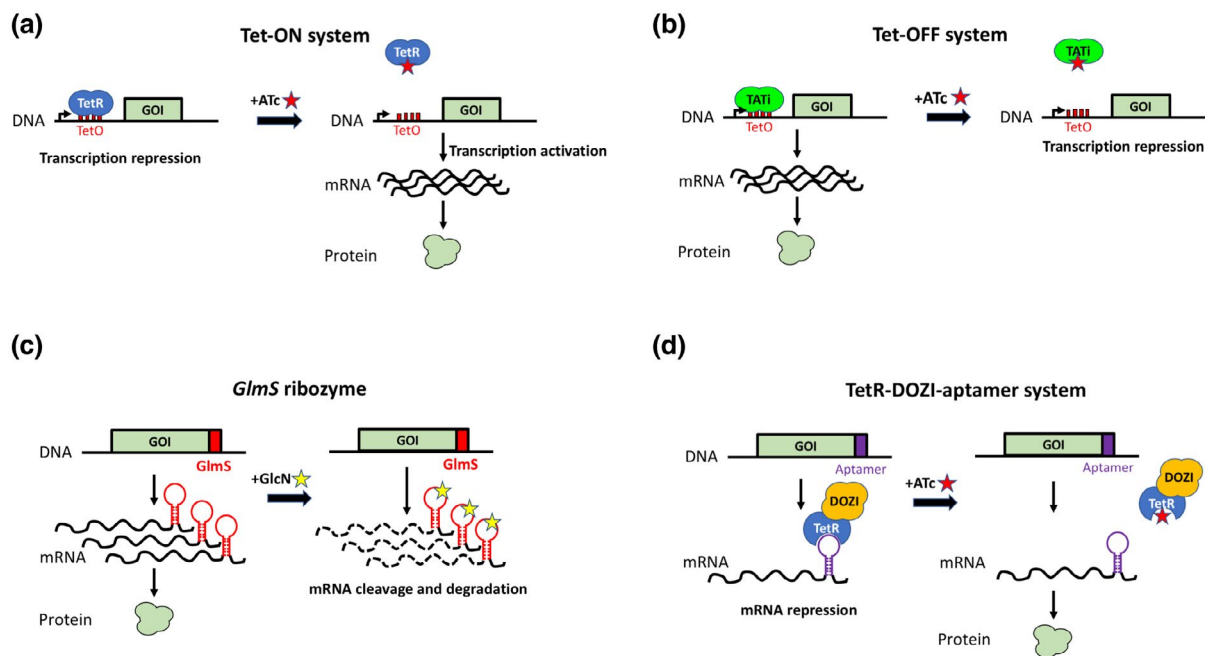 (a)
Tet-ON system
TetR
TetR
+ATc
GOI
GOI
DNA
DNA
TetO
TetO
Transcription repression
Transcription activation
mRNA
Protein
(b)
Tet-OFF system
TATi
TATi
+ATc
GOI
GOI
DNA
DNA
TetO
TetO
Transcription repression
mRNA
Protein
(c)
GlmS ribozyme
DNA
GOI
GOI
GlmS
GlmS
+GlcN
mRNA
mRNA cleavage and degradation
Protein
(d)
TetR-DOZI-aptamer system
DNA
GOI
GOI
Aptamer
Aptamer
+ATc
DOZI
DOZI
TetR
TetR
mRNA
mRNA
mRNA repression
Protein